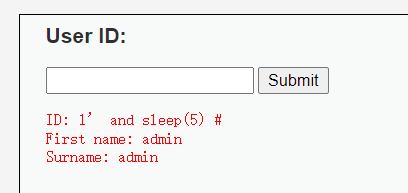 User ID:
Submit
ID: 1’ and sleep(5) #
First name: admin
Surname: admin